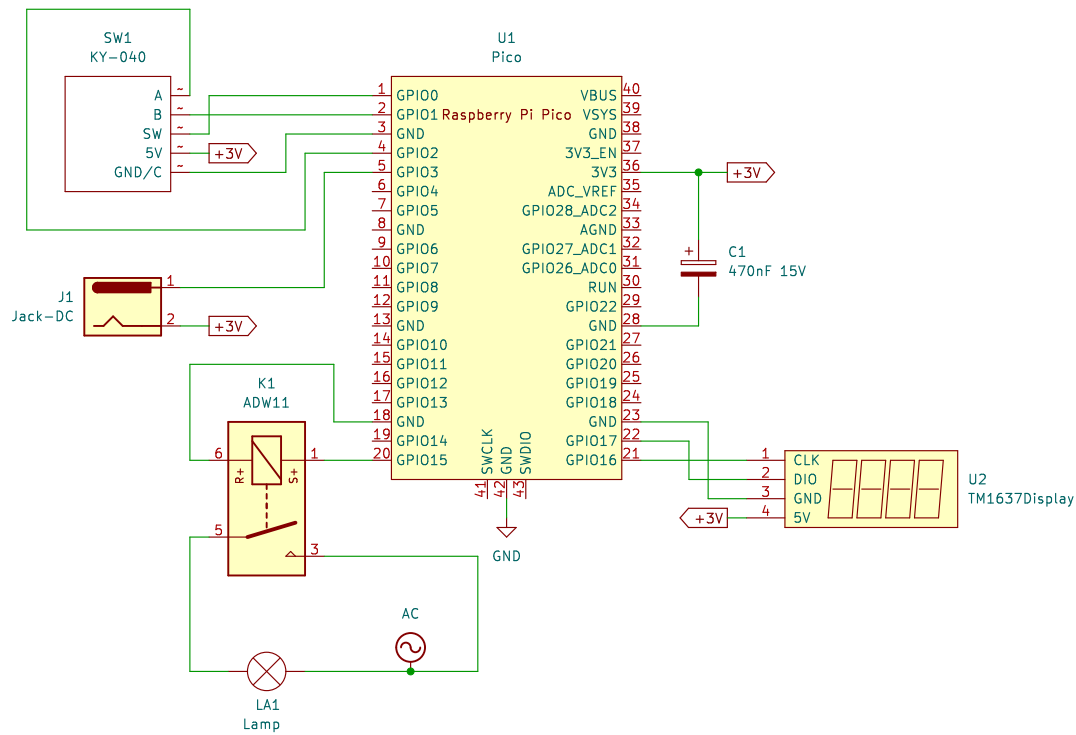 SW1
KY-040
A ~
B ~
SW ~
5V ~
GND/C ~
+3V
J1
Jack-DC
1
2
+3V
K1
ADW11
6
R+
S+
1
5
3
LA1
Lamp
AC
U1
Pico
Raspberry Pi Pico
1 GPIO0
2 GPIO1
3 GND
4 GPIO2
5 GPIO3
6 GPIO4
7 GPIO5
8 GND
9 GPIO6
10 GPIO7
11 GPIO8
12 GPIO9
13 GND
14 GPIO10
15 GPIO11
16 GPIO12
17 GPIO13
18 GND
19 GPIO14
20 GPIO15
VBUS 40
VSYS 39
GND 38
3V3_EN 37
3V3 36
ADC_VREF 35
GPIO28_ADC2 34
AGND 33
GPIO27_ADC1 32
GPIO26_ADC0 31
RUN 30
GPIO22 29
GND 28
GPIO21 27
GPIO20 26
GPIO19 25
GPIO18 24
GND 23
GPIO17 22
GPIO16 21
SWCLK 41
GND 42
SWDIO 43
GND
+3V
+
C1
470nF 15V
1 CLK
2 DIO
3 GND
4 5V
+3V
U2
TM1637Display